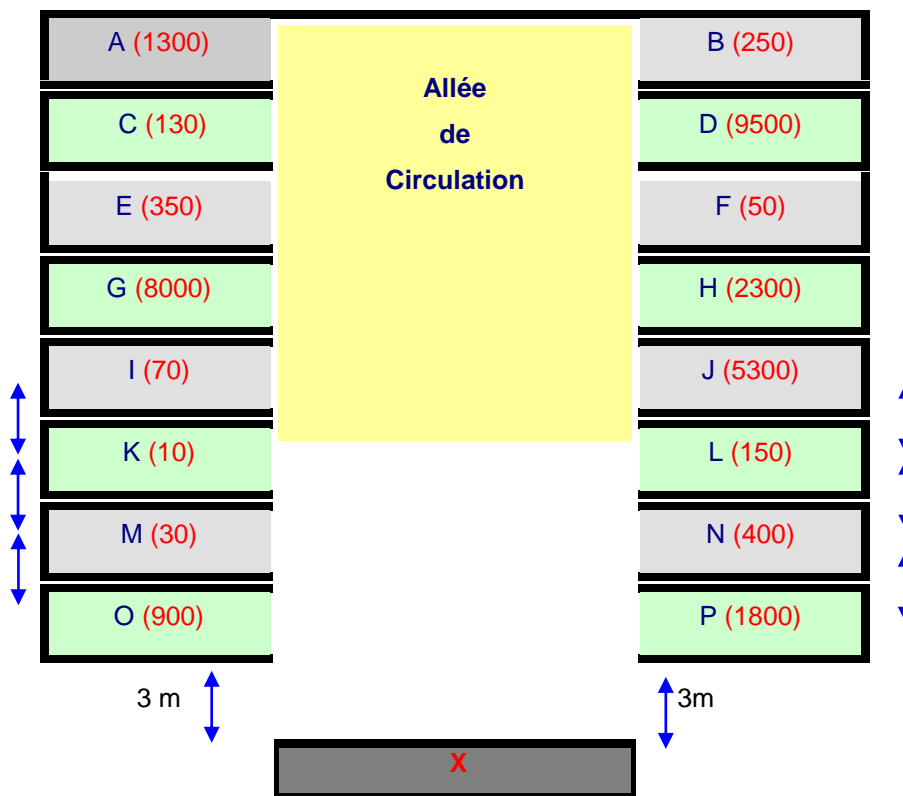 A (1300)
B (250)
Allée
de
Circulation
C (130)
D (9500)
E (350)
F (50)
G (8000)
H (2300)
I (70)
J (5300)
K (10)
L (150)
M (30)
N (400)
O (900)
P (1800)
3 m
3m
X